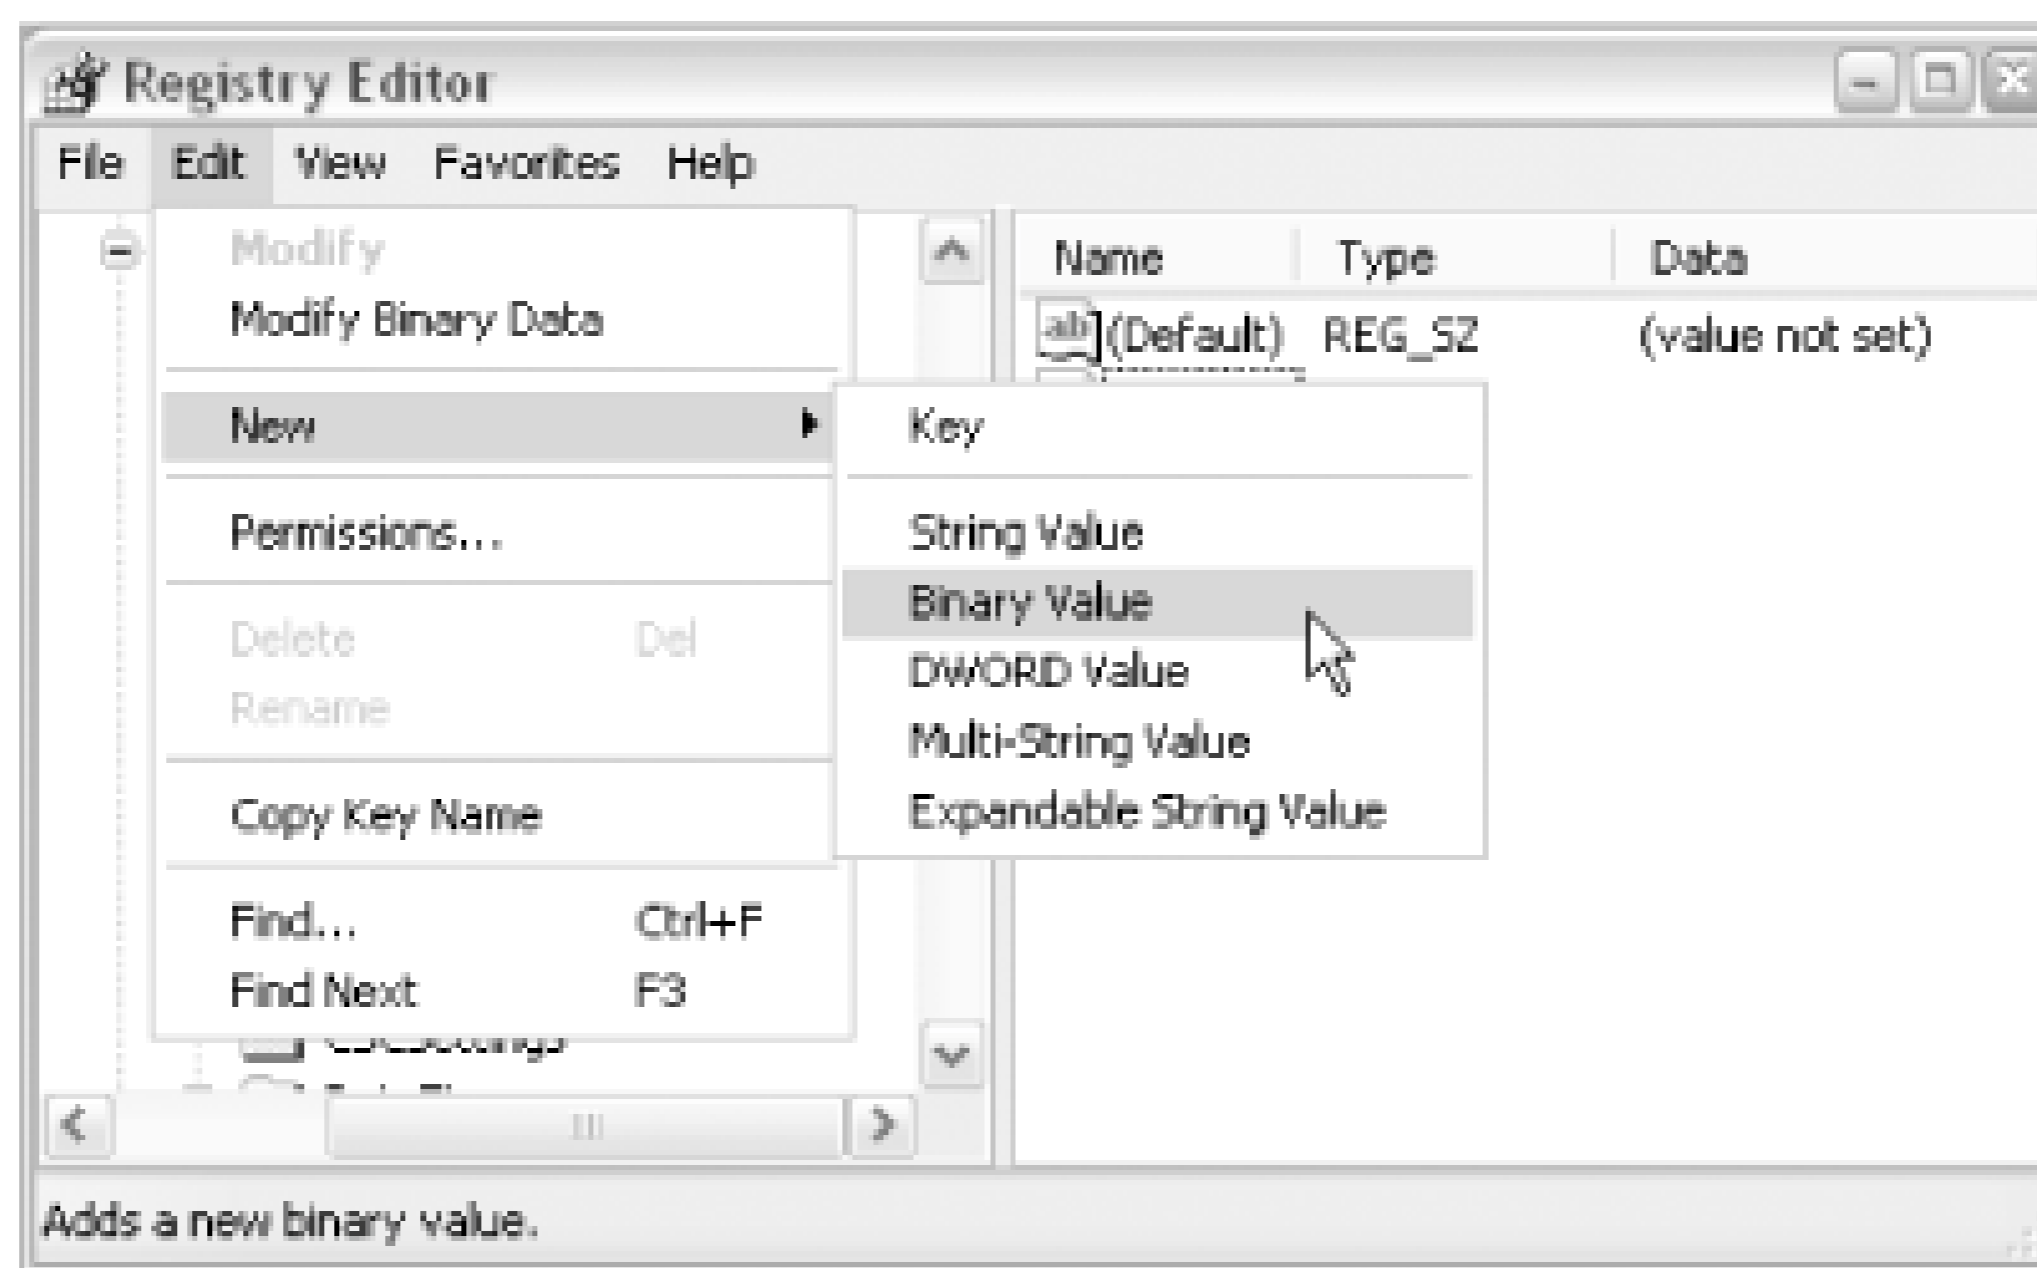 Registry Editor
File Edit View Favorites Help
Modify
Modify Binary Data
New
Permissions...
Delete Del
Rename
Copy Key Name
Find... Ctrl+F
Find Next F3
Key
String Value
Binary Value
DWORD Value
Multi-String Value
Expandable String Value
Name Type Data
ab (Default) REG_SZ (value not set)
Adds a new binary value.